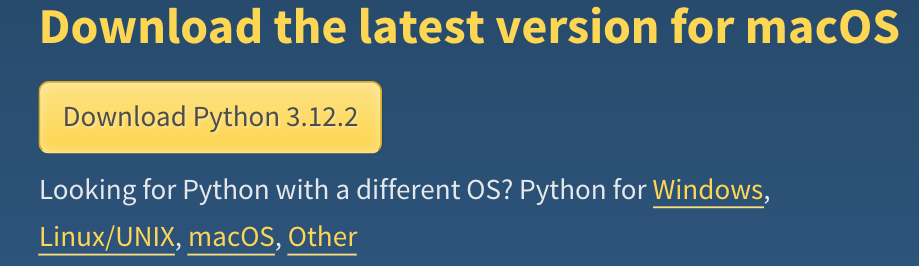 Download the latest version for macOS
Download Python 3.12.2
Looking for Python with a different OS? Python for Windows,
Linux/UNIX, macOS, Other